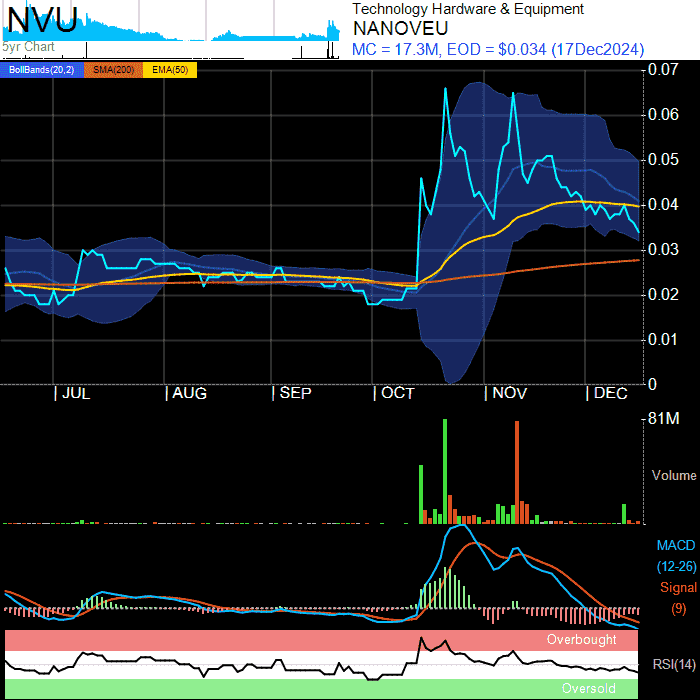 NVU
5yr Chart
Technology Hardware & Equipment
NANOVEU
MC = 17.3M, EOD = $0.034 (17Dec2024)
BollBands(20,2) SMA(200) EMA(50)
0.07
0.06
0.05
0.04
0.03
0.02
0.01
0
| JUL | AUG | SEP | OCT | NOV | DEC
81M
Volume
MACD
(12-26)
Signal
(9)
Overbought
RSI(14)
Oversold